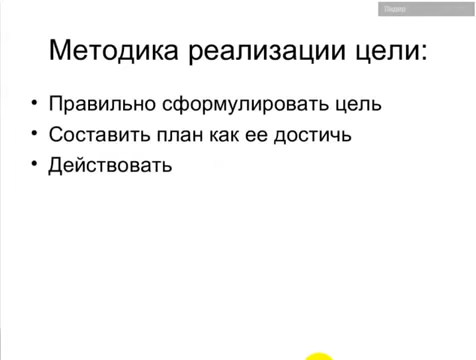 Методика реализации цели:
• Правильно сформулировать цель
• Составить план как ее достичь
• Действовать